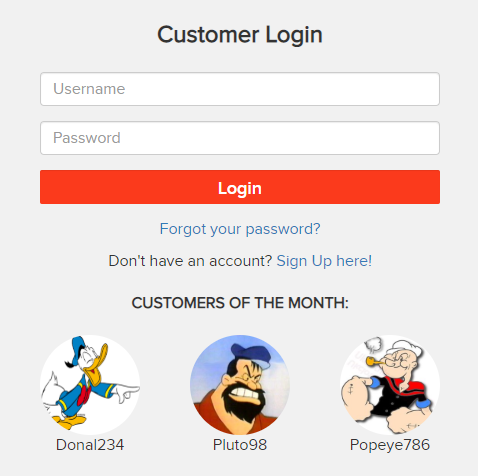 Customer Login
Username
Password
Login
Forgot your password?
Don't have an account? Sign Up here!
CUSTOMERS OF THE MONTH:
Donal234 Pluto98 Popeye786